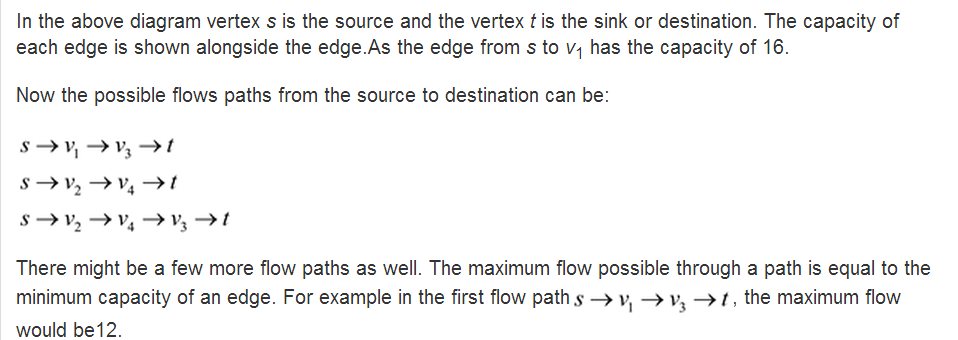 In the above diagram vertex s is the source and the vertex t is the sink or destination. The capacity of
each edge is shown alongside the edge.As the edge from s to v₁ has the capacity of 16.
Now the possible flows paths from the source to destination can be:
s → v₁ → v₃ → t
s → v₂ → v₄ → t
s → v₂ → v₄ → v₃ → t
There might be a few more flow paths as well. The maximum flow possible through a path is equal to the
minimum capacity of an edge. For example in the first flow path s → v₁ → v₃ → t, the maximum flow
would be12.